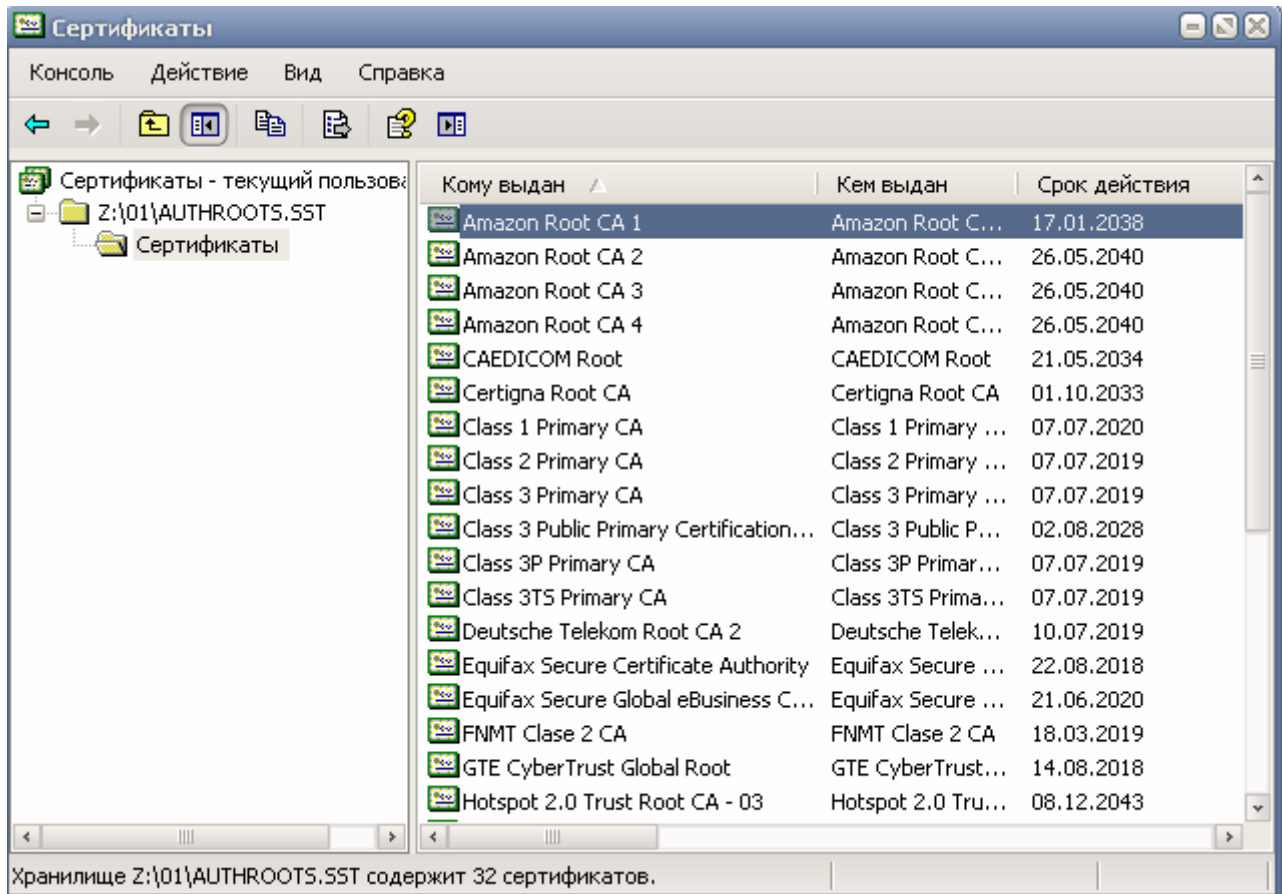 Сертификаты
Консоль Действие Вид Справка
Сертификаты - текущий пользова
Z:\01\AUTHROOTS.SST
Сертификаты
Кому выдан Кем выдан Срок действия
Amazon Root CA 1 Amazon Root C... 17.01.2038
Amazon Root CA 2 Amazon Root C... 26.05.2040
Amazon Root CA 3 Amazon Root C... 26.05.2040
Amazon Root CA 4 Amazon Root C... 26.05.2040
CAEDICOM Root CAEDICOM Root 21.05.2034
Certigna Root CA Certigna Root CA 01.10.2033
Class 1 Primary CA Class 1 Primary ... 07.07.2020
Class 2 Primary CA Class 2 Primary ... 07.07.2019
Class 3 Primary CA Class 3 Primary ... 07.07.2019
Class 3 Public Primary Certification... Class 3 Public P... 02.08.2028
Class 3P Primary CA Class 3P Primar... 07.07.2019
Class 3TS Primary CA Class 3TS Prima... 07.07.2019
Deutsche Telekom Root CA 2 Deutsche Telek... 10.07.2019
Equifax Secure Certificate Authority Equifax Secure ... 22.08.2018
Equifax Secure Global eBusiness C... Equifax Secure ... 21.06.2020
FNMT Clase 2 CA FNMT Clase 2 CA 18.03.2019
GTE CyberTrust Global Root GTE CyberTrust... 14.08.2018
Hotspot 2.0 Trust Root CA - 03 Hotspot 2.0 Tru... 08.12.2043
Хранилище Z:\01\AUTHROOTS.SST содержит 32 сертификатов.